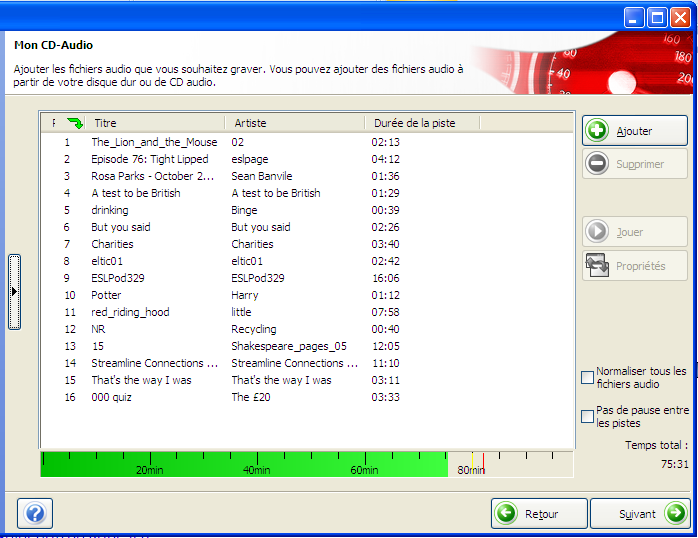 160
180
40
60
20
Mon CD-Audio
Ajouter les fichiers audio que vous souhaitez graver. Vous pouvez ajouter des fichiers audio à
partir de votre disque dur ou de CD audio.
Titre Artiste Durée de la piste
1 The_Lion_and_the_Mouse 02 02:13
2 Episode 76: Tight Lipped eslpage 04:12
3 Rosa Parks - October 2... Sean Banvile 01:36
4 A test to be British A test to be British 01:29
5 drinking Binge 00:39
6 But you said But you said 02:26
7 Charities Charities 03:40
8 eltic01 eltic01 02:42
9 ESLPod329 ESLPod329 16:06
10 Potter Harry 01:12
11 red_riding_hood little 07:58
12 NR Recycling 00:40
13 15 Shakespeare_pages_05 12:05
14 Streamline Connections ... Streamline Connections ... 11:10
15 That's the way I was That's the way I was 03:11
16 000 quiz The £20 03:33
Ajouter
Supprimer
Jouer
Propriétés
Normaliser tous les
fichiers audio
Pas de pause entre
les pistes
Temps total :
75:31
20min 40min 60min 80min
?
Retour
Suivant